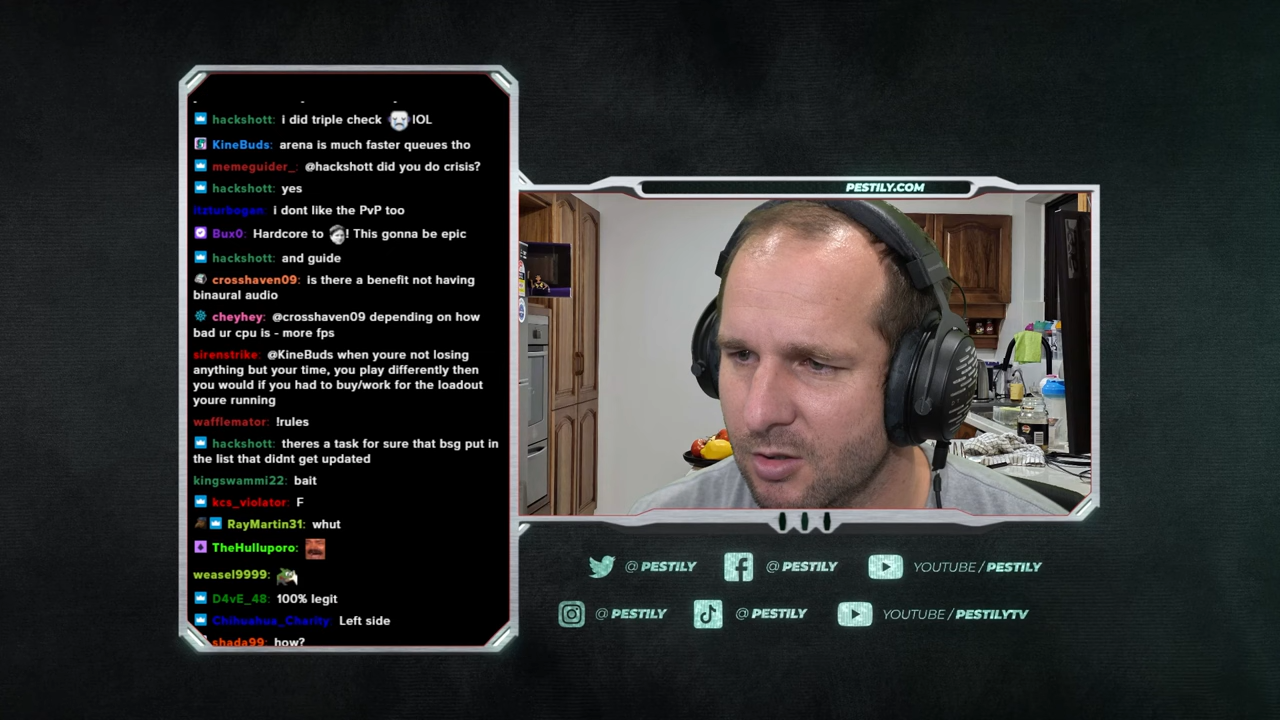 hackshott: i did triple check lOL
KineBuds: arena is much faster queues tho
memeguider_: @hackshott did you do crisis?
hackshott: yes
itzturbogan: i dont like the PvP too
Bux0: Hardcore to ! This gonna be epic
hackshott: and guide
crosshaven09: is there a benefit not having
binaural audio
cheyhey: @crosshaven09 depending on how
bad ur cpu is - more fps
sirenstrike: @KineBuds when youre not losing
anything but your time, you play differently then
you would if you had to buy/work for the loadout
youre running
wafflemator: !rules
hackshott: theres a task for sure that bsg put in
the list that didnt get updated
kingswammi22: bait
kcs_violator: F
RayMartin31: whut
TheHulluporo:
weasel9999:
D4vE_48: 100% legit
Chihuahua_Charity: Left side
shada99: how?
PESTILY.COM
@PESTILY
@PESTILY
YOUTUBE/PESTILY
@PESTILY
@PESTILY
YOUTUBE/PESTILYTV